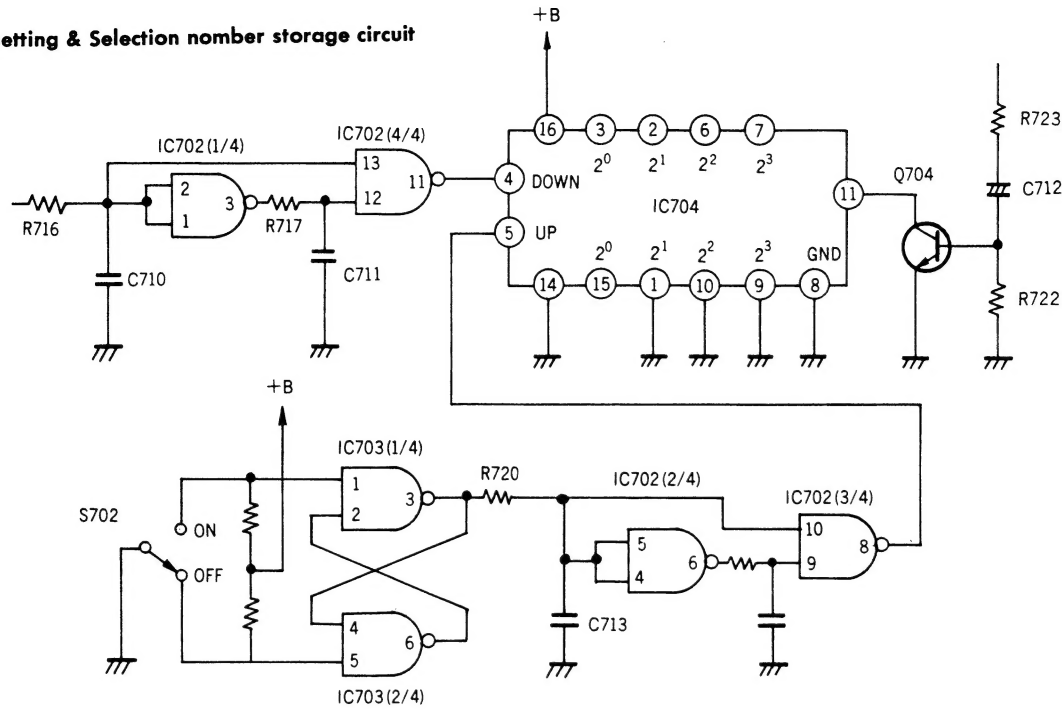 etting & Selection nomber storage circuit
+B
IC702(1/4)
IC702(4/4)
R716
2
1
3
R717
13
12
11
C710
C711
4
DOWN
5
UP
16
3
2
6
7
2⁰
2¹
2²
2³
IC704
11
Q704
R723
C712
R722
2⁰
2¹
2²
2³
GND
14
15
1
10
9
8
+B
S702
ON
OFF
IC703(1/4)
1
2
3
4
5
6
IC703(2/4)
R720
C713
IC702(2/4)
5
4
6
IC702(3/4)
10
9
8